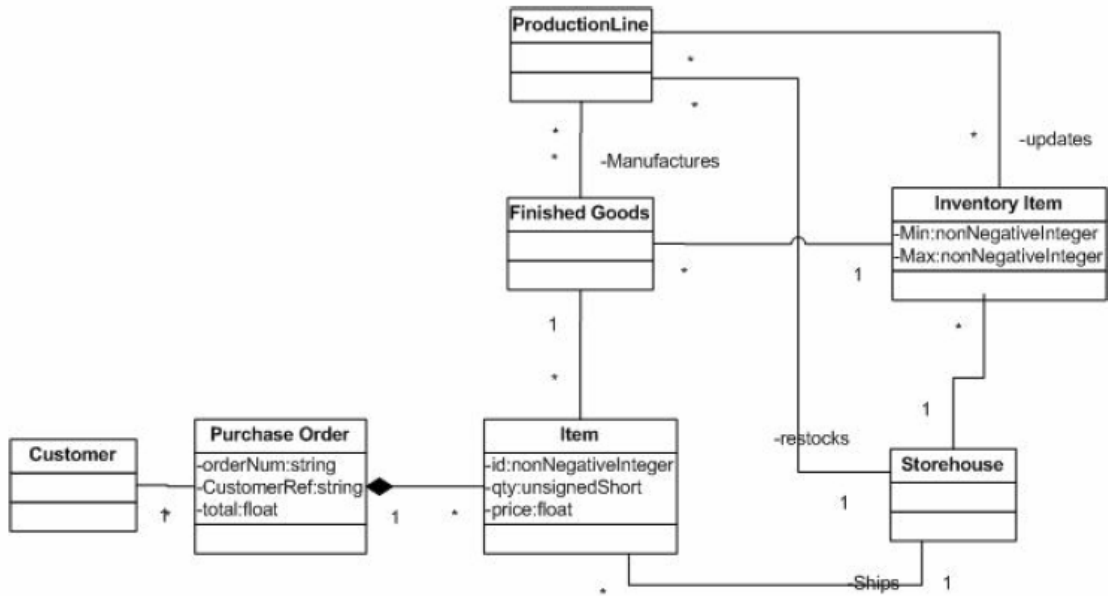 ProductionLine
*
*
*
*
-Manufactures
*
-updates
Finished Goods
*
1
Inventory Item
-Min:nonNegativeInteger
-Max:nonNegativeInteger
1
*
*
1
-restocks
1
Customer
*
Purchase Order
-orderNum:string
-CustomerRef:string
-total:float
1
*
Item
-id:nonNegativeInteger
-qty:unsignedShort
-price:float
Storehouse
*
-Ships
1